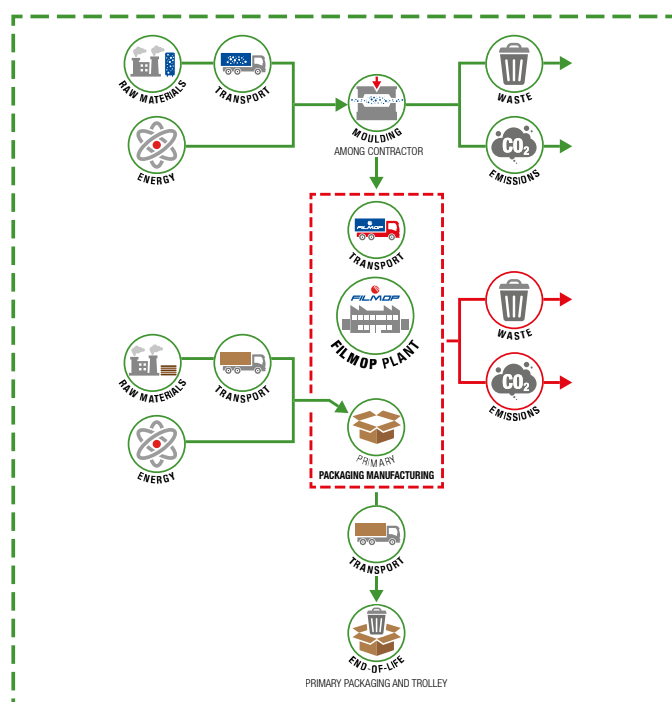 RAW MATERIALS
TRANSPORT
WASTE
MOULDING
AMONG CONTRACTOR
CO2
ENERGY
EMISSIONS
FILMOP
TRANSPORT
FILMOP
FILMOP PLANT
WASTE
RAW MATERIALS
TRANSPORT
CO2
EMISSIONS
ENERGY
PRIMARY
PACKAGING MANUFACTURING
TRANSPORT
END-OF-LIFE
PRIMARY PACKAGING AND TROLLEY